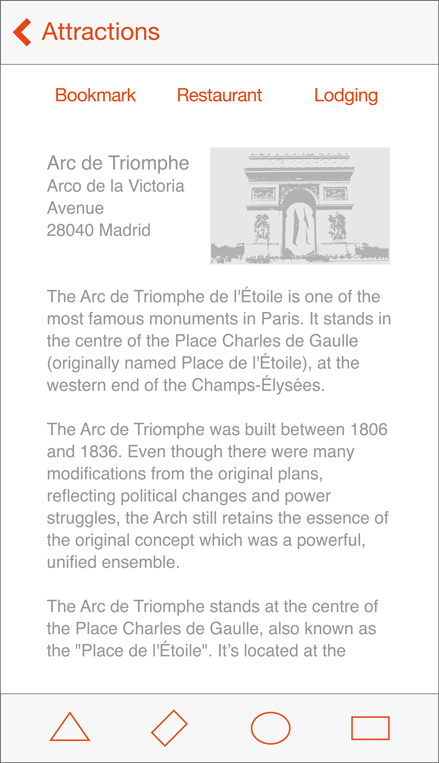 Attractions
Bookmark Restaurant Lodging
Arc de Triomphe
Arco de la Victoria
Avenue
28040 Madrid
The Arc de Triomphe de l'Étoile is one of the
most famous monuments in Paris. It stands in
the centre of the Place Charles de Gaulle
(originally named Place de l'Étoile), at the
western end of the Champs-Élysées.
The Arc de Triomphe was built between 1806
and 1836. Even though there were many
modifications from the original plans,
reflecting political changes and power
struggles, the Arch still retains the essence of
the original concept which was a powerful,
unified ensemble.
The Arc de Triomphe stands at the centre of
the Place Charles de Gaulle, also known as
the "Place de l'Étoile". It’s located at the